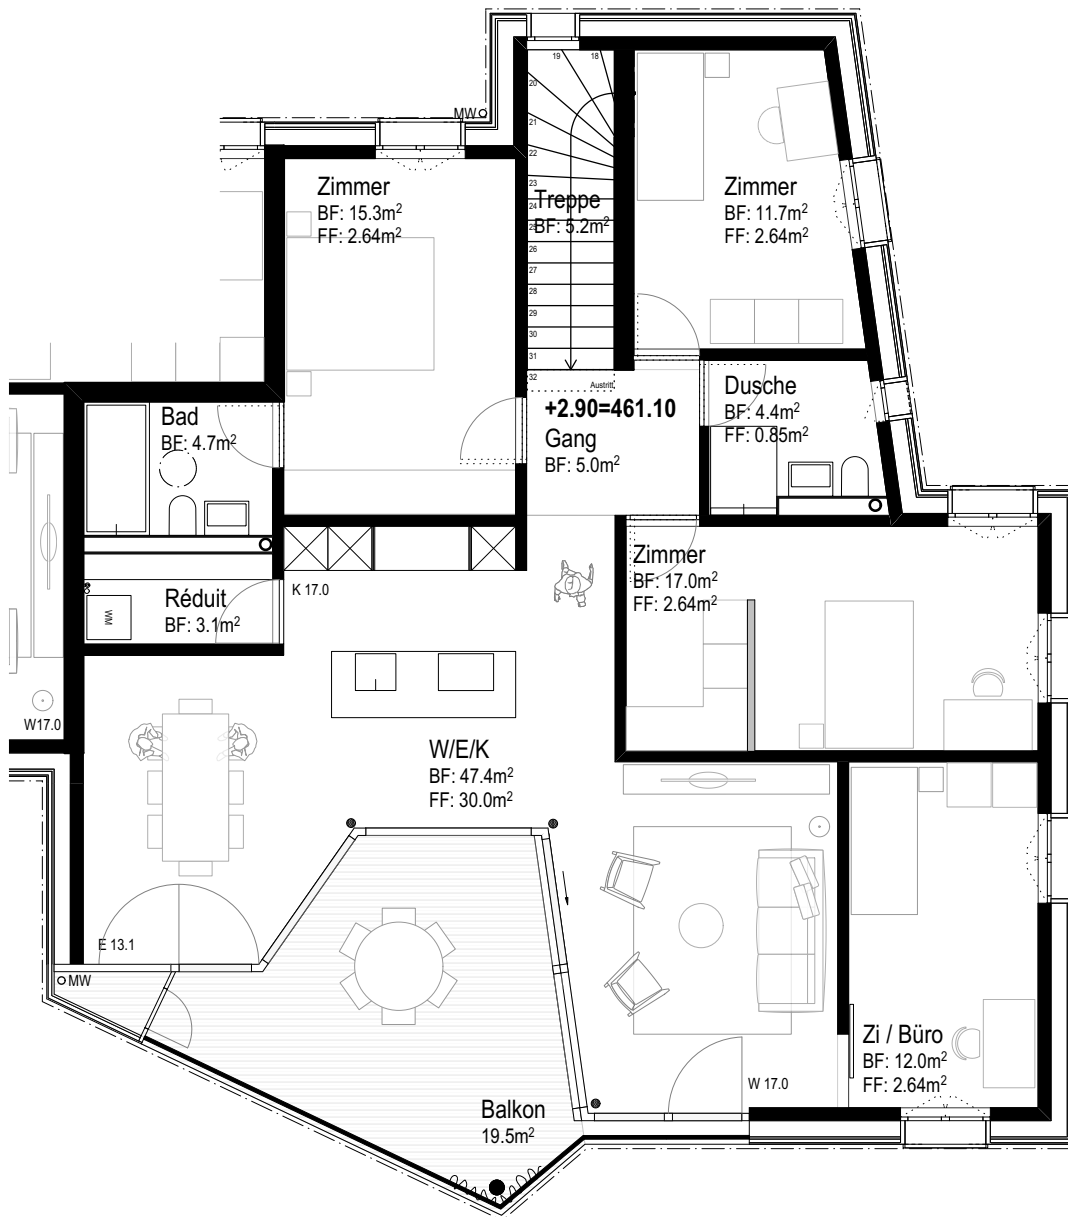 19
18
20
21
22
23
24
25
26
27
28
29
30
31
32
MW
Zimmer
BF: 15.3m²
FF: 2.64m²
Treppe
BF: 5.2m²
Zimmer
BF: 11.7m²
FF: 2.64m²
Austritt
+2.90=461.10
Gang
BF: 5.0m²
Dusche
BF: 4.4m²
FF: 0.85m²
Bad
BF: 4.7m²
Zimmer
BF: 17.0m²
FF: 2.64m²
K 17.0
Réduit
BF: 3.1m²
WM
W17.0
W/E/K
BF: 47.4m²
FF: 30.0m²
E 13.1
MW
Zi / Büro
BF: 12.0m²
FF: 2.64m²
W 17.0
Balkon
19.5m²